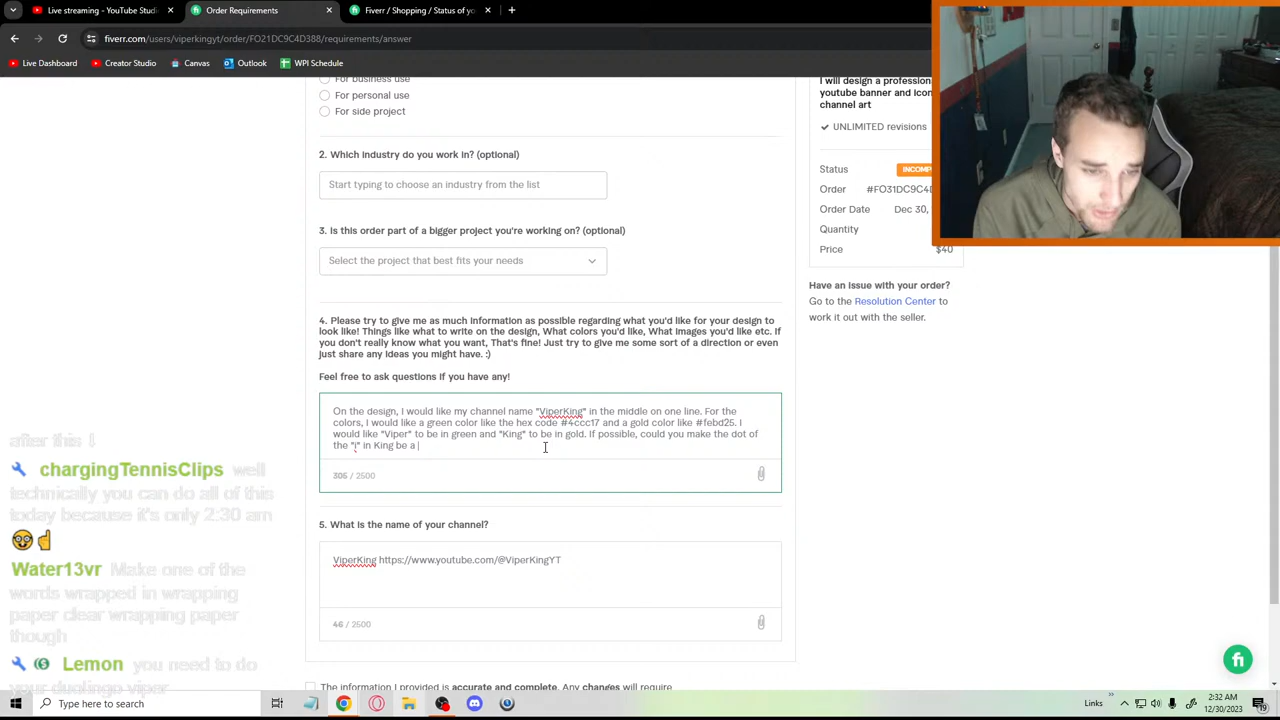 Live streaming - YouTube Studio
Order Requirements
Fiverr / Shopping / Status of yo
fiverr.com/users/viperkingyt/order/FO21DC9C4D388/requirements/answer
Live Dashboard
Creator Studio
Canvas
Outlook
WPI Schedule
For business use
For personal use
For side project
2. Which industry do you work in? (optional)
Start typing to choose an industry from the list
3. Is this order part of a bigger project you're working on? (optional)
Select the project that best fits your needs
4. Please try to give me as much information as possible regarding what you'd like for your design to
look like! Things like what to write on the design, What colors you'd like, What images you'd like etc. If
you don't really know what you want, That's fine! Just try to give me some sort of a direction or even
just share any ideas you might have. :)
Feel free to ask questions if you have any!
On the design, I would like my channel name "ViperKing" in the middle on one line. For the
colors, I would like a green color like the hex code #4ccc17 and a gold color like #febd25. I
would like "Viper" to be in green and "King" to be in gold. If possible, could you make the dot of
the "i" in King be a
305 / 2500
5. What is the name of your channel?
ViperKing https://www.youtube.com/@ViperKingYT
46 / 2500
The information I provided is accurate and complete. Any changes will require
I will design a profession
youtube banner and icon
channel art
UNLIMITED revisions
Status
INCOMP
Order
#FO31DC9C4D
Order Date
Dec 30,
Quantity
Price
$40
Have an issue with your order?
Go to the Resolution Center to
work it out with the seller.
after this !
chargingTennisClips well
technically you can do all of this
today because it's only 2:30 am
Water13vr Make one of the
words wrapped in wrapping
paper clear wrapping paper
though
Lemon you need to do
your duolingo viper
fi
Type here to search
Links
2:32 AM
12/30/2023
19